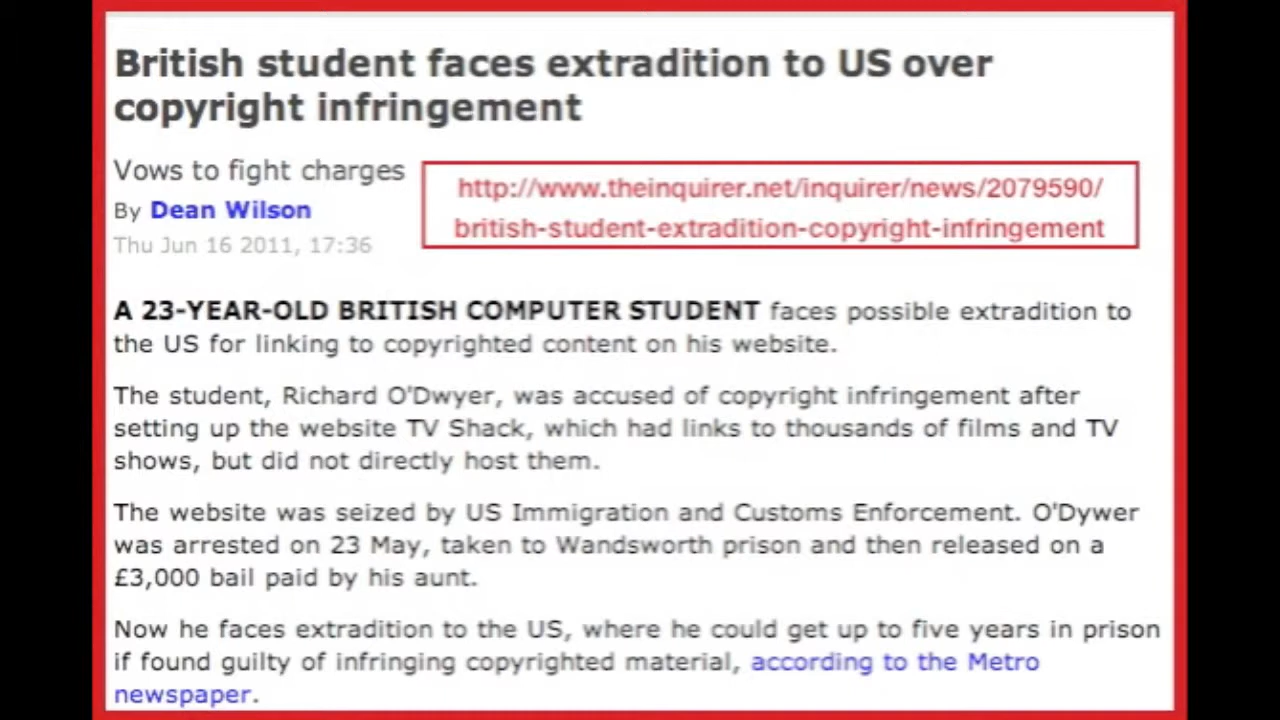 British student faces extradition to US over
copyright infringement
Vows to fight charges
By Dean Wilson
Thu Jun 16 2011, 17:36
http://www.theinquirer.net/inquirer/news/2079590/
british-student-extradition-copyright-infringement
A 23-YEAR-OLD BRITISH COMPUTER STUDENT faces possible extradition to
the US for linking to copyrighted content on his website.
The student, Richard O'Dwyer, was accused of copyright infringement after
setting up the website TV Shack, which had links to thousands of films and TV
shows, but did not directly host them.
The website was seized by US Immigration and Customs Enforcement. O'Dywer
was arrested on 23 May, taken to Wandsworth prison and then released on a
£3,000 bail paid by his aunt.
Now he faces extradition to the US, where he could get up to five years in prison
if found guilty of infringing copyrighted material, according to the Metro
newspaper.